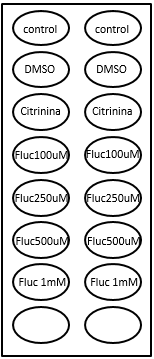 control control
DMSO DMSO
Citrinina Citrinina
Fluc100uM Fluc100uM
Fluc250uM Fluc250uM
Fluc500uM Fluc500uM
Fluc 1mM Fluc 1mM